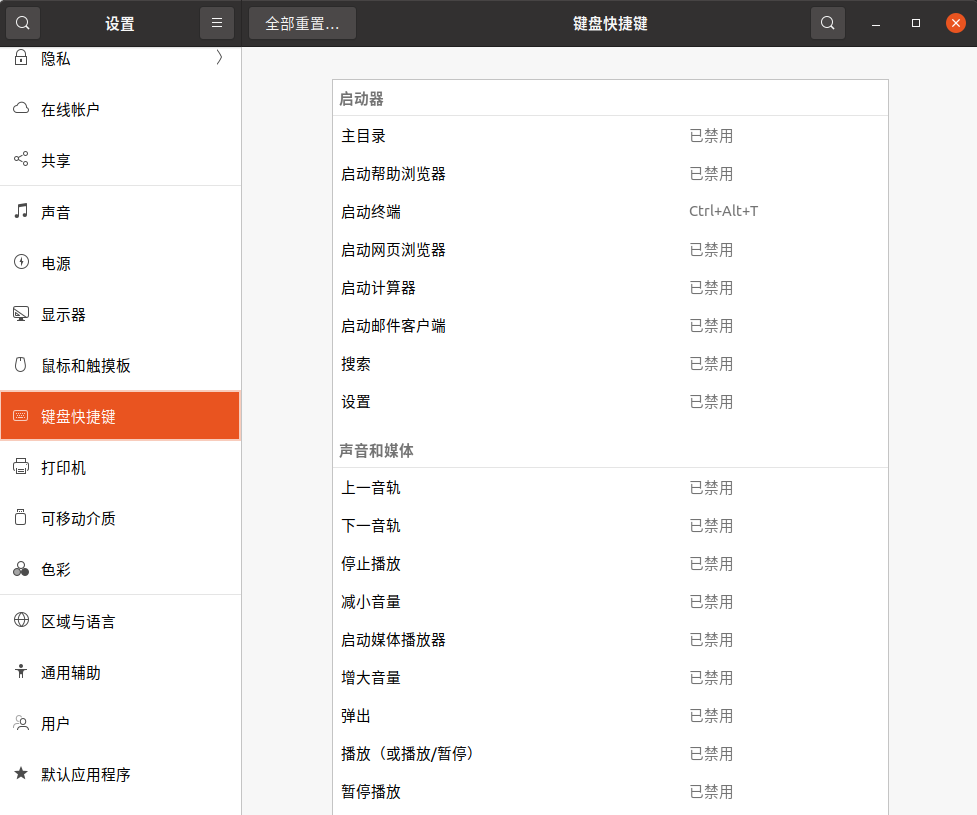 设置
全部重置...
键盘快捷键
隐私
在线帐户
共享
声音
电源
显示器
鼠标和触摸板
键盘快捷键
打印机
可移动介质
色彩
区域与语言
通用辅助
用户
默认应用程序
启动器
主目录 已禁用
启动帮助浏览器 已禁用
启动终端 Ctrl+Alt+T
启动网页浏览器 已禁用
启动计算器 已禁用
启动邮件客户端 已禁用
搜索 已禁用
设置 已禁用
声音和媒体
上一音轨 已禁用
下一音轨 已禁用
停止播放 已禁用
减小音量 已禁用
启动媒体播放器 已禁用
增大音量 已禁用
弹出 已禁用
播放（或播放/暂停） 已禁用
暂停播放 已禁用